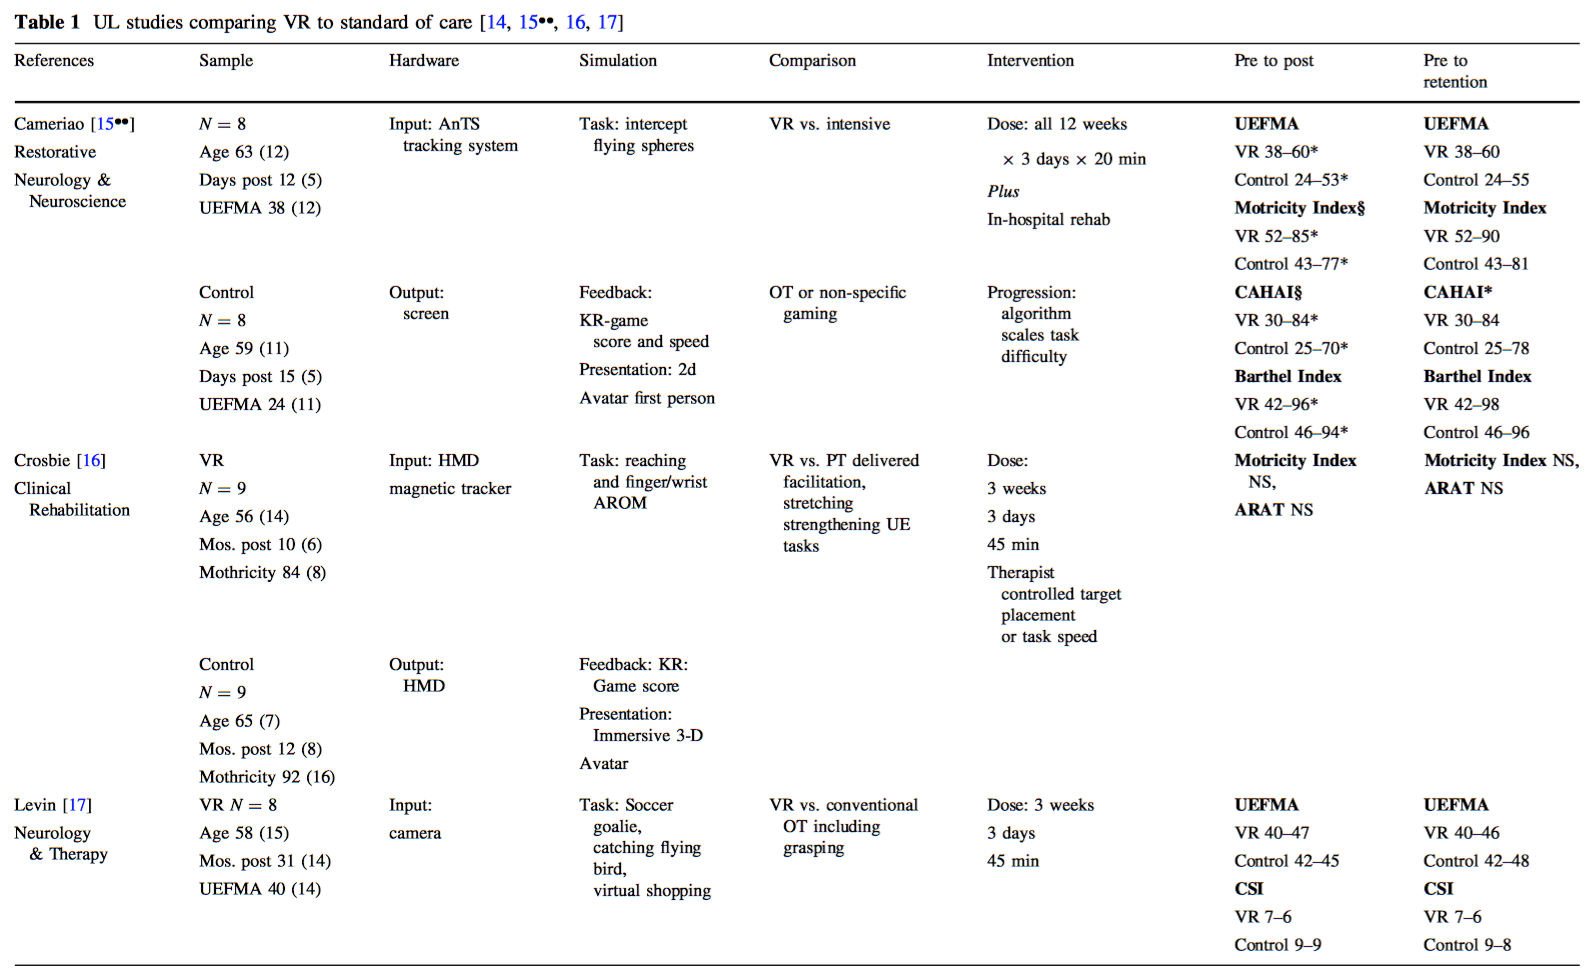 Table 1 UL studies comparing VR to standard of care [14, 15••, 16, 17]
References Sample Hardware Simulation Comparison Intervention Pre to post Pre to
retention
Cameriao [15••] N = 8 Input: AnTS Task: intercept VR vs. intensive Dose: all 12 weeks UEFMA UEFMA
tracking system flying spheres
Restorative Age 63 (12) × 3 days × 20 min VR 38–60* VR 38–60
Neurology & Days post 12 (5) Plus Control 24–53* Control 24–55
Neuroscience
UEFMA 38 (12) In-hospital rehab Motricity Index§ Motricity Index
VR 52–85* VR 52–90
Control 43–77* Control 43–81
Control Output: Feedback: OT or non-specific Progression: CAHAI§ CAHAI*
screen gaming algorithm
N = 8 KR-game VR 30–84* VR 30–84
score and speed scales task
Age 59 (11) difficulty Control 25–70* Control 25–78
Days post 15 (5) Presentation: 2d Barthel Index Barthel Index
UEFMA 24 (11) Avatar first person VR 42–96* VR 42–98
Control 46–94* Control 46–96
Crosbie [16] VR Input: HMD Task: reaching VR vs. PT delivered Dose: Motricity Index Motricity Index NS,
and finger/wrist facilitation, NS,
Clinical N = 9 magnetic tracker 3 weeks ARAT NS
Rehabilitation AROM stretching
Age 56 (14) strengthening UE 3 days ARAT NS
Mos. post 10 (6) tasks 45 min
Mothricity 84 (8) Therapist
controlled target
placement
or task speed
Control Output: Feedback: KR:
HMD Game score
N = 9
Age 65 (7) Presentation:
Immersive 3-D
Mos. post 12 (8)
Mothricity 92 (16) Avatar
Levin [17] VR N = 8 Input: Task: Soccer VR vs. conventional Dose: 3 weeks UEFMA UEFMA
goalie, OT including
Neurology Age 58 (15) camera catching flying grasping 3 days VR 40–47 VR 40–46
& Therapy
Mos. post 31 (14) bird, 45 min Control 42–45 Control 42–48
UEFMA 40 (14) virtual shopping CSI CSI
VR 7–6 VR 7–6
Control 9–9 Control 9–8